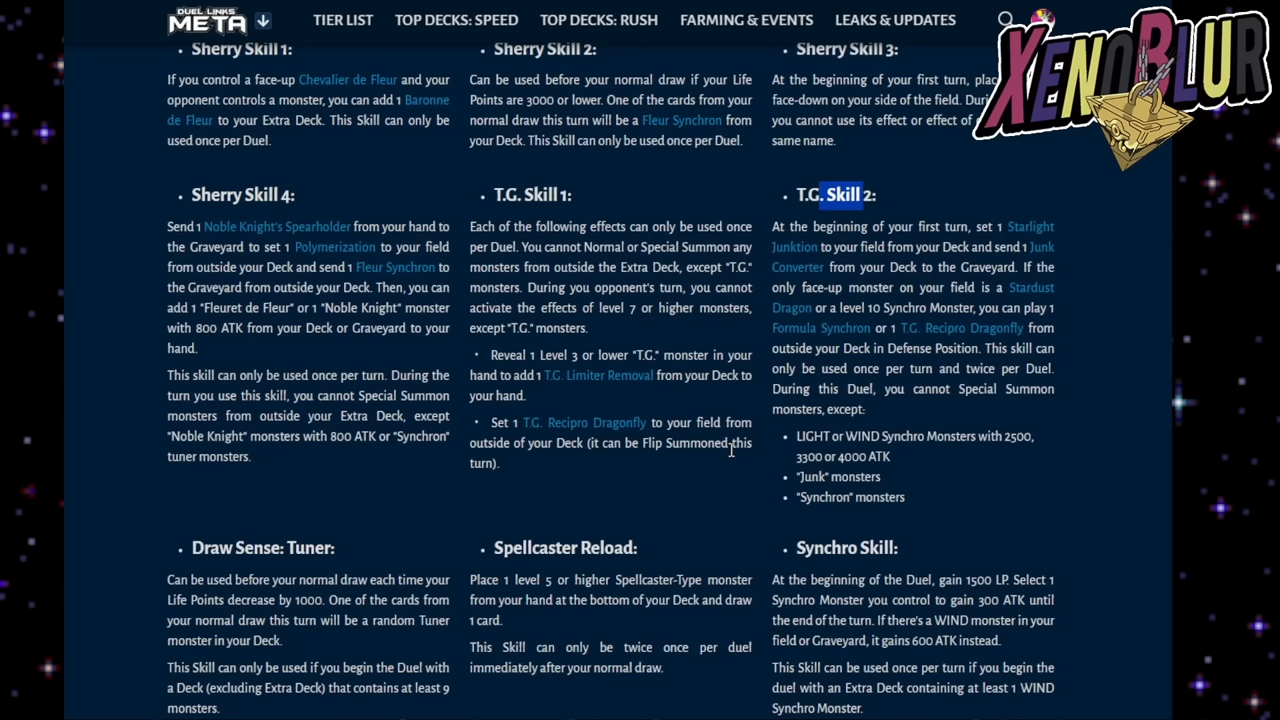 DUEL LINKS
META
TIER LIST
TOP DECKS: SPEED
TOP DECKS: RUSH
FARMING & EVENTS
LEAKS & UPDATES
XENOBLUR
Sherry Skill 1:
If you control a face-up Chevalier de Fleur and your
opponent controls a monster, you can add 1 Baronne
de Fleur to your Extra Deck. This Skill can only be
used once per Duel.
Sherry Skill 2:
Can be used before your normal draw if your Life
Points are 3000 or lower. One of the cards from your
normal draw this turn will be a Fleur Synchron from
your Deck. This Skill can only be used once per Duel.
Sherry Skill 3:
At the beginning of your first turn, plac
face-down on your side of the field. Duri
you cannot use its effect or effect of
same name.
Sherry Skill 4:
Send 1 Noble Knight's Spearholder from your hand to
the Graveyard to set 1 Polymerization to your field
from outside your Deck and send 1 Fleur Synchron to
the Graveyard from outside your Deck. Then, you can
add 1 "Fleuret de Fleur" or 1 "Noble Knight" monster
with 800 ATK from your Deck or Graveyard to your
hand.
This skill can only be used once per turn. During the
turn you use this skill, you cannot Special Summon
monsters from outside your Extra Deck, except
"Noble Knight" monsters with 800 ATK or "Synchron"
tuner monsters.
T.G. Skill 1:
Each of the following effects can only be used once
per Duel. You cannot Normal or Special Summon any
monsters from outside the Extra Deck, except "T.G."
monsters. During you opponent's turn, you cannot
activate the effects of level 7 or higher monsters,
except "T.G." monsters.
• Reveal 1 Level 3 or lower "T.G." monster in your
hand to add 1 T.G. Limiter Removal from your Deck to
your hand.
• Set 1 T.G. Recipro Dragonfly to your field from
outside of your Deck (it can be Flip Summoned this
turn).
T.G. Skill 2:
At the beginning of your first turn, set 1 Starlight
Junktion to your field from your Deck and send 1 Junk
Converter from your Deck to the Graveyard. If the
only face-up monster on your field is a Stardust
Dragon or a level 10 Synchro Monster, you can play 1
Formula Synchron or 1 T.G. Recipro Dragonfly from
outside your Deck in Defense Position. This skill can
only be used once per turn and twice per Duel.
During this Duel, you cannot Special Summon
monsters, except:
• LIGHT or WIND Synchro Monsters with 2500,
3300 or 4000 ATK
• "Junk" monsters
• "Synchron" monsters
Draw Sense: Tuner:
Can be used before your normal draw each time your
Life Points decrease by 1000. One of the cards from
your normal draw this turn will be a random Tuner
monster in your Deck.
This Skill can only be used if you begin the Duel with
a Deck (excluding Extra Deck) that contains at least 9
monsters.
Spellcaster Reload:
Place 1 level 5 or higher Spellcaster-Type monster
from your hand at the bottom of your Deck and draw
1 card.
This Skill can only be twice once per duel
immediately after your normal draw.
Synchro Skill:
At the beginning of the Duel, gain 1500 LP. Select 1
Synchro Monster you control to gain 300 ATK until
the end of the turn. If there's a WIND monster in your
field or Graveyard, it gains 600 ATK instead.
This Skill can be used once per turn if you begin the
duel with an Extra Deck containing at least 1 WIND
Synchro Monster.